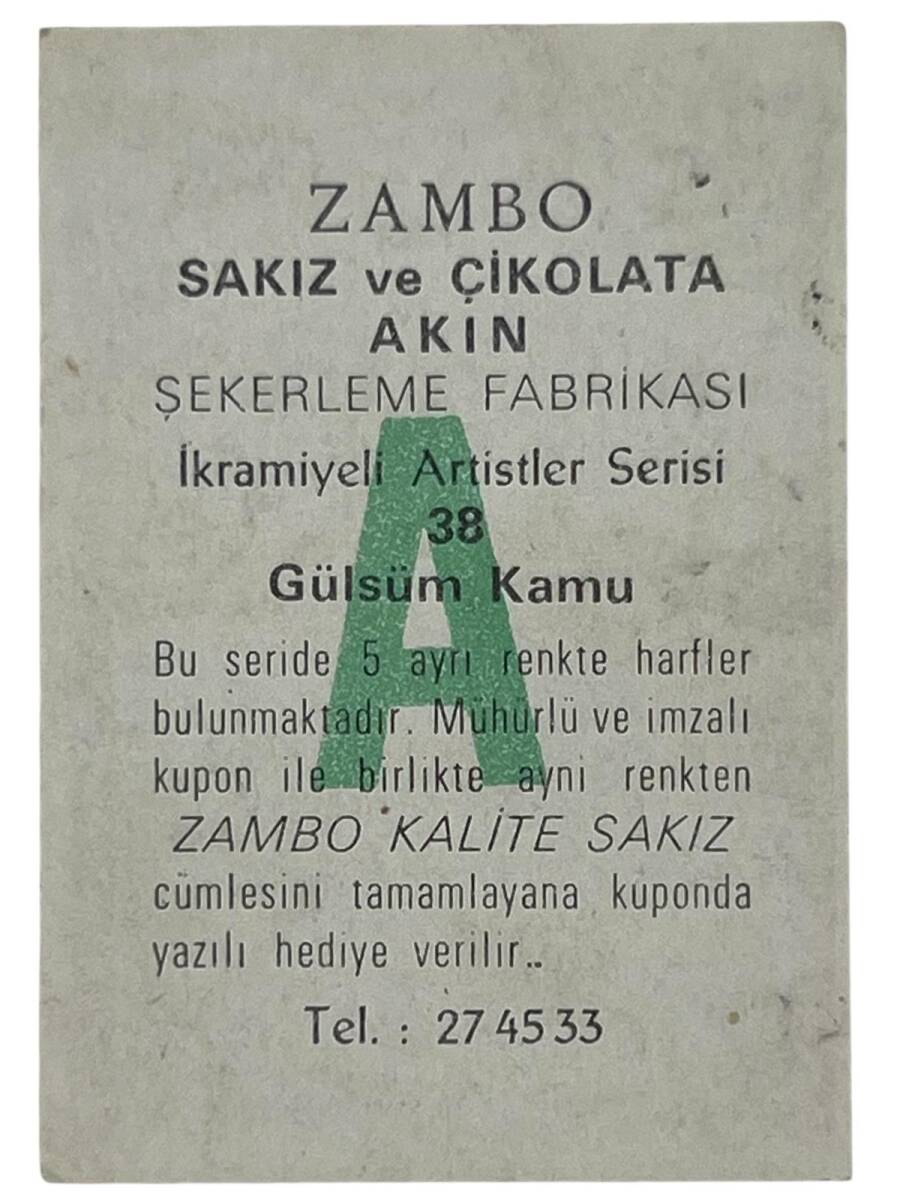 ZAMBO
SAKIZ ve ÇİKOLATA
AKIN
ŞEKERLEME FABRİKASI
İkramiyeli Artistler Serisi
38
Gülsüm Kamu
A
Bu seride 5 ayrı renkte harfler
bulunmaktadır. Mühürlü ve imzalı
kupon ile birlikte ayni renkten
ZAMBO KALİTE SAKIZ
cümlesini tamamlayana kuponda
yazılı hediye verilir..
Tel. : 27 45 33